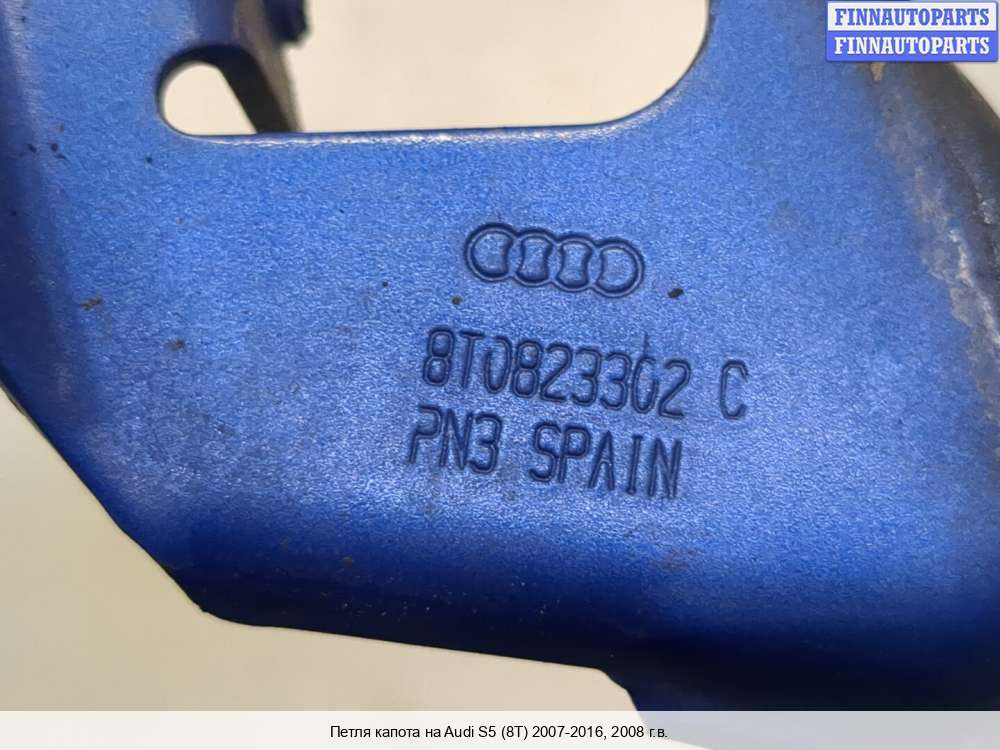 FINNAUTOPARTS
FINNAUTOPARTS
8T0823302 C
PN3 SPAIN
Петля капота на Audi S5 (8T) 2007-2016, 2008 г.в.